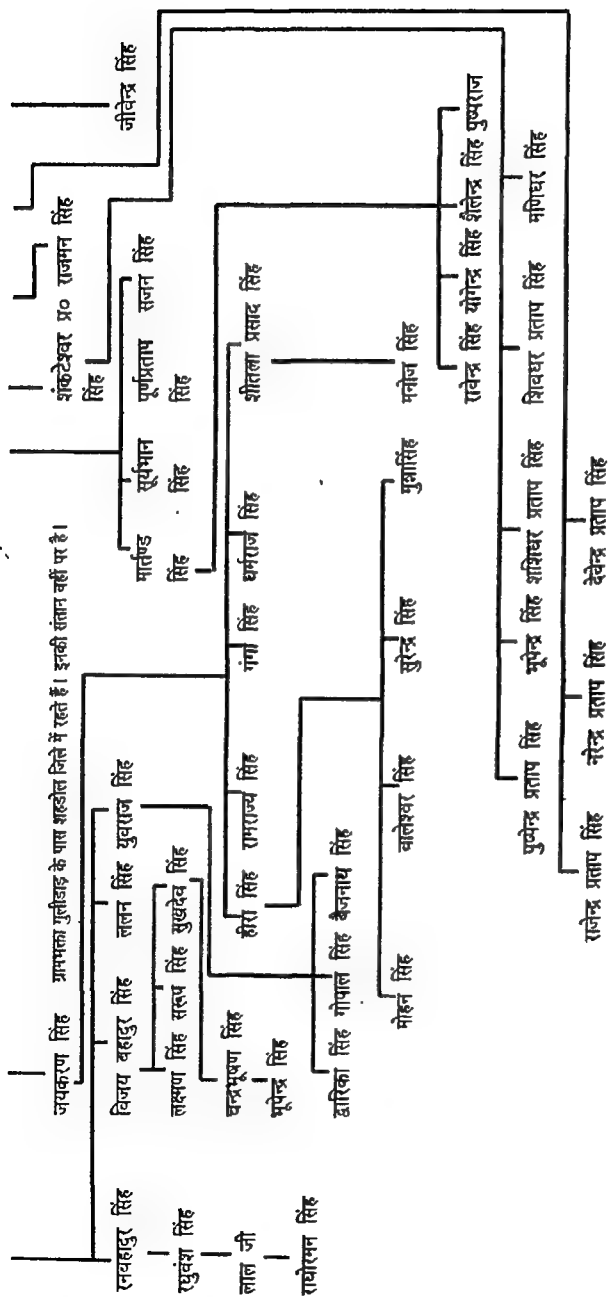 जीवेन्द्र सिंह
शंकटेश्वर प्र० राजमन सिंह
सिंह
मार्तण्ड सूर्यभान पूर्णप्रताप सजन सिंह
सिंह सिंह सिंह
जयकरण सिंह ग्रामभक्ता गुलीडाड़ के पास शहडोल जिले में रहते हैं। इनकी संतान वहीं पर है।
रनबहादुर सिंह विजय बहादुर सिंह ललन सिंह युवराज सिंह
हीरा सिंह रामराज्य सिंह गंगा सिंह धर्मराज सिंह शीतला प्रसाद सिंह
रघुवंश सिंह लक्ष्मण सिंह सरूप सिंह सुखदेव सिंह
लाल जी चन्द्रभूषण सिंह
राघोरमन सिंह भूपेन्द्र सिंह
द्वारिका सिंह गोपाल सिंह बैजनाथ सिंह
मोहन सिंह वालेश्वर सिंह सुरेन्द्र सिंह मुन्नासिंह मनोज सिंह
रावेन्द्र सिंह योगेन्द्र सिंह शैलेन्द्र सिंह पुष्पराज
पुष्पेन्द्र प्रताप सिंह भूपेन्द्र सिंह शशिधर प्रताप सिंह शिवधर प्रताप सिंह मणिधर सिंह
राजेन्द्र प्रताप सिंह नरेन्द्र प्रताप सिंह देवेन्द्र प्रताप सिंह